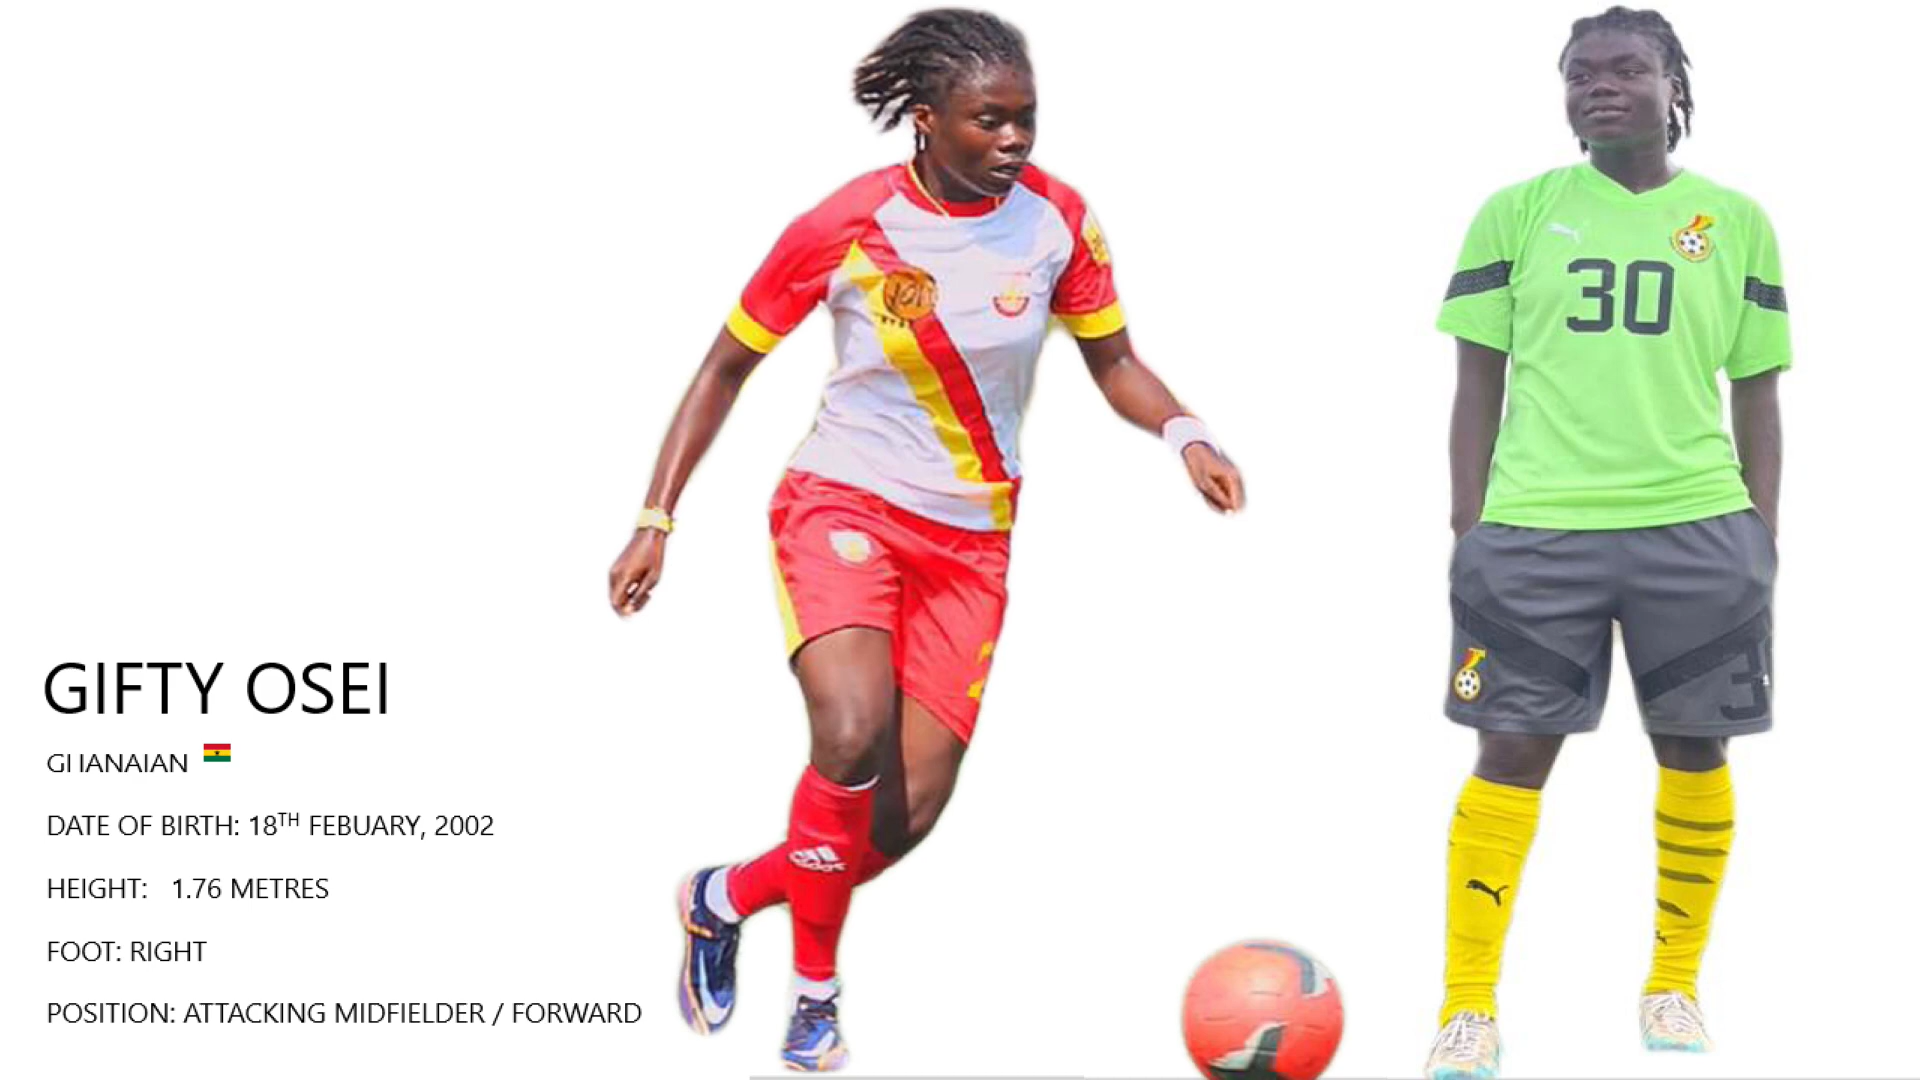 GIFTY OSEI
GHANAIAN
DATE OF BIRTH: 18TH FEBUARY, 2002
HEIGHT: 1.76 METRES
FOOT: RIGHT
POSITION: ATTACKING MIDFIELDER / FORWARD
30